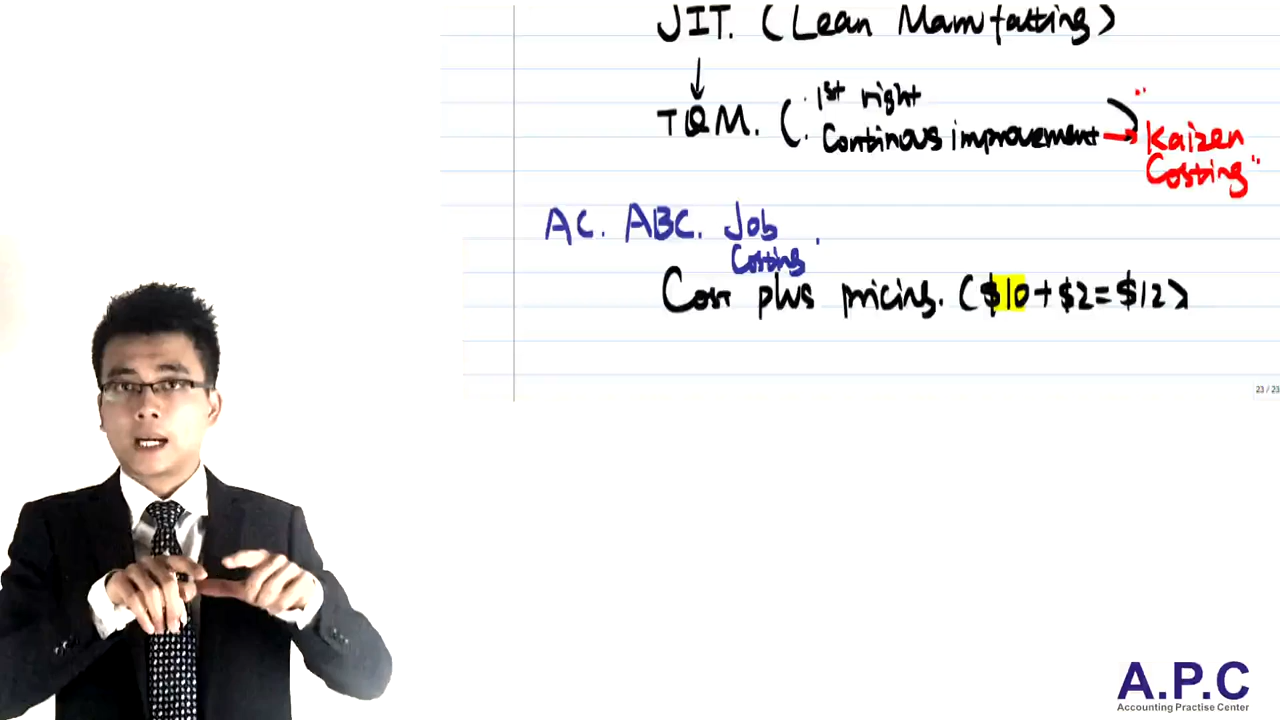 JIT. (Lean Manufatting)
TQM. (. 1st right
. Continous improvement)
"Kaizen
Costing"
AC. ABC. Job
Costing
Cost plus pricing. ($10+$2=$12)
23 / 23
A.P.C
Accounting Practise Center